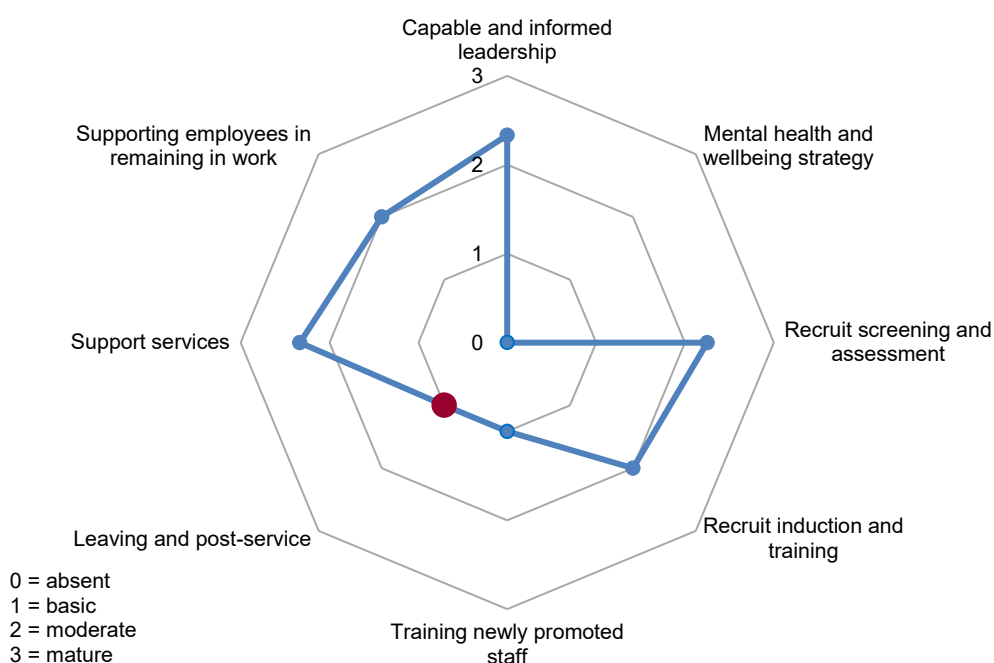 Capable and informed
leadership
3
Supporting employees in
remaining in work
Mental health and
wellbeing strategy
2
1
Support services
0
Recruit screening and
assessment
Leaving and post-service
Recruit induction and
training
0 = absent
1 = basic
2 = moderate
3 = mature
Training newly promoted
staff